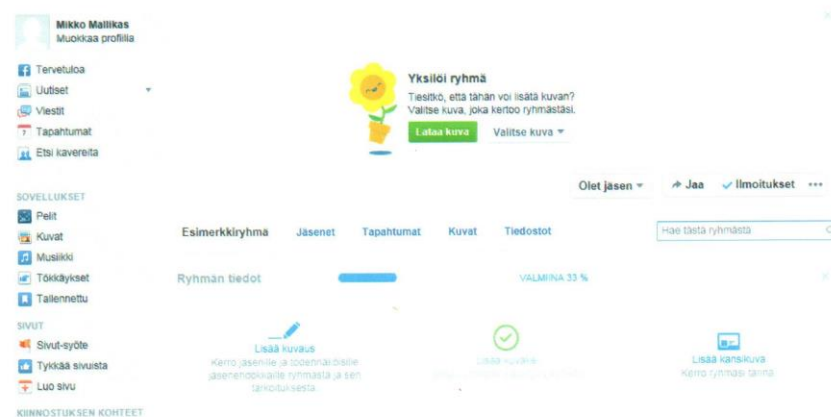 Mikko Mallikas
Muokkaa profiilia
Tervetuloa
Uutiset
Viestit
Tapahtumat
Etsi kavereita
SOVELLUKSET
Pelit
Kuvat
Musiikki
Tökkäykset
Tallennettu
SIVUT
Sivut-syöte
Tykkää sivuista
Luo sivu
KIINNOSTUKSEN KOHTEET
Yksilöi ryhmä
Tiesitkö, että tähän voi lisätä kuvan?
Valitse kuva, joka kertoo ryhmästäsi.
Lataa kuva Valitse kuva
Olet jäsen Jaa Ilmoitukset
Esimerkkiryhmä Jäsenet Tapahtumat Kuvat Tiedostot Hae tästä ryhmästä
Ryhmän tiedot VALMIINA 33 %
Lisää kuvaus
Kerro jäsenille ja todennäköisille
jäsenehdokkaille ryhmästä ja sen
tarkoituksesta.
Lisää
Lisää kansikuva
Kerro ryhmäsi tarina